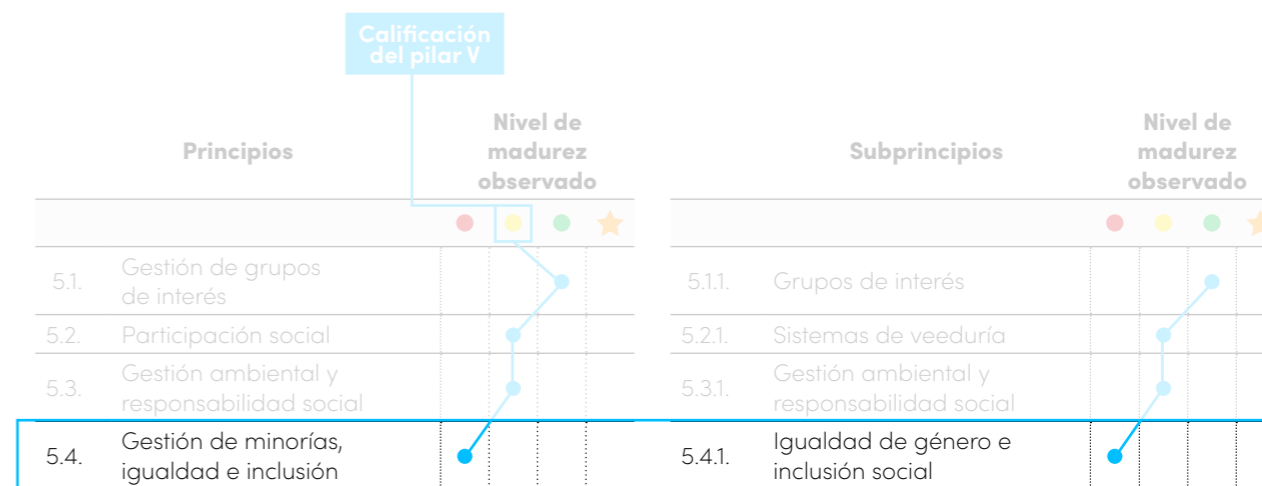 Calificación
del pilar V
Principios
Nivel de
madurez
observado
Subprincipios
Nivel de
madurez
observado
5.1.
Gestión de grupos
de interés
5.1.1.
Grupos de interés
5.2.
Participación social
5.2.1.
Sistemas de veeduría
5.3.
Gestión ambiental y
responsabilidad social
5.3.1.
Gestión ambiental y
responsabilidad social
5.4.
Gestión de minorías,
igualdad e inclusión
5.4.1.
Igualdad de género e
inclusión social